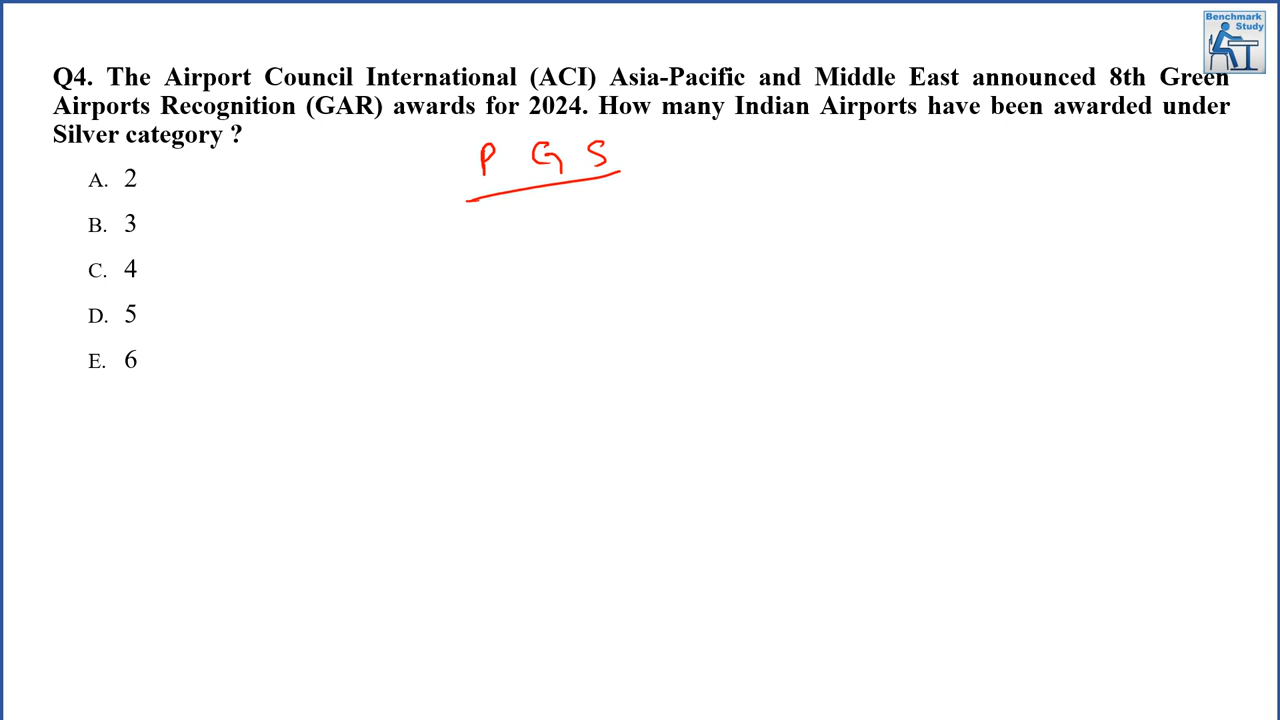 Benchmark
Study
Q4. The Airport Council International (ACI) Asia-Pacific and Middle East announced 8th Green
Airports Recognition (GAR) awards for 2024. How many Indian Airports have been awarded under
Silver category ?
P G S
A. 2
B. 3
C. 4
D. 5
E. 6